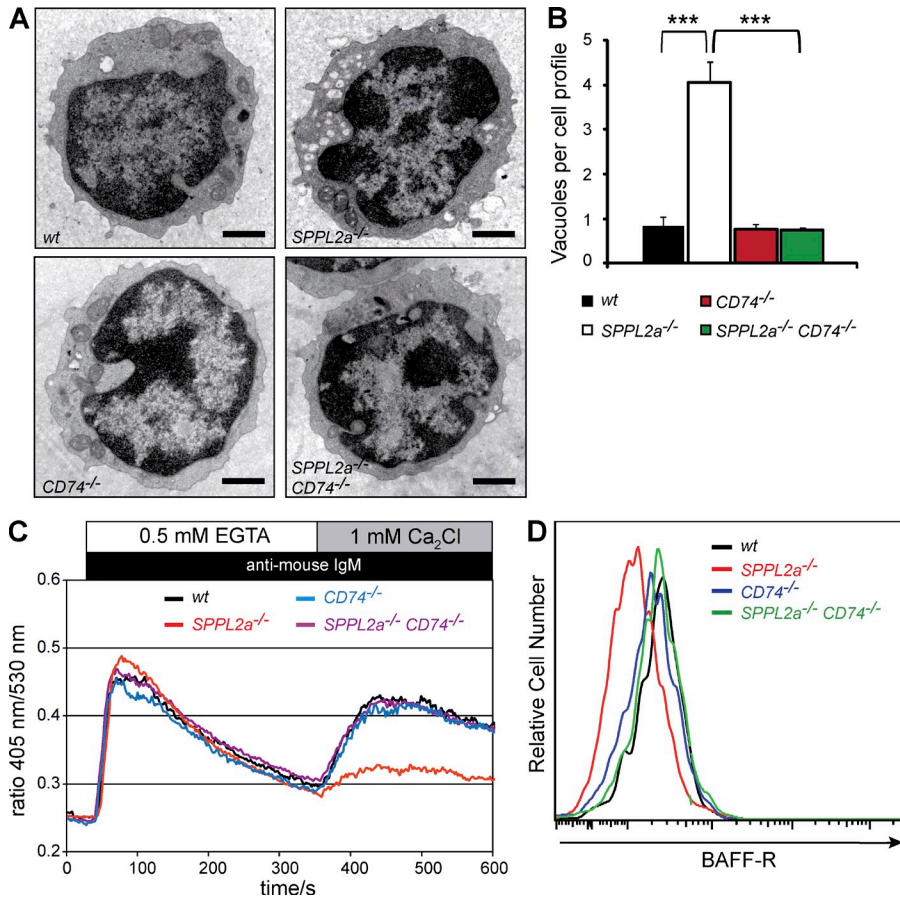 A
wt
SPPL2a-/-
CD74-/-
SPPL2a-/-
CD74-/-
B
*** ***
Vacuoles per cell profile
5
4
3
2
1
0
wt
CD74-/-
SPPL2a-/-
SPPL2a-/- CD74-/-
C
0.5 mM EGTA
1 mM Ca2Cl
anti-mouse IgM
wt
CD74-/-
SPPL2a-/-
SPPL2a-/- CD74-/-
ratio 405 nm/530 nm
0.6
0.5
0.4
0.3
0.2
0 100 200 300 400 500 600
time/s
D
wt
SPPL2a-/-
CD74-/-
SPPL2a-/- CD74-/-
Relative Cell Number
BAFF-R